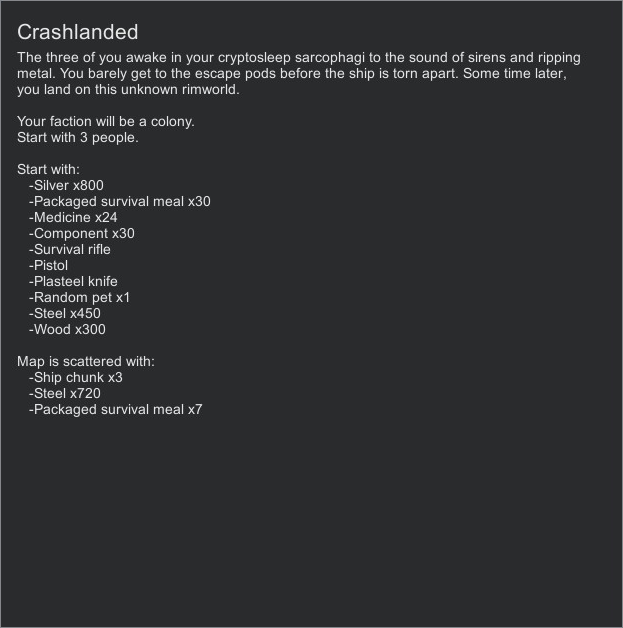 Crashlanded
The three of you awake in your cryptosleep sarcophagi to the sound of sirens and ripping
metal. You barely get to the escape pods before the ship is torn apart. Some time later,
you land on this unknown rimworld.
Your faction will be a colony.
Start with 3 people.
Start with:
-Silver x800
-Packaged survival meal x30
-Medicine x24
-Component x30
-Survival rifle
-Pistol
-Plasteel knife
-Random pet x1
-Steel x450
-Wood x300
Map is scattered with:
-Ship chunk x3
-Steel x720
-Packaged survival meal x7